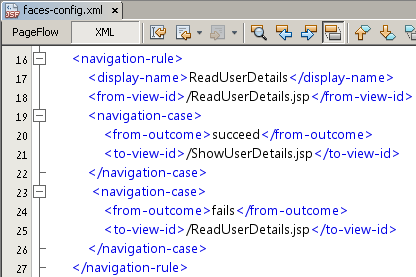 faces-config.xml
PageFlow XML
16 <navigation-rule>
17 <display-name>ReadUserDetails</display-name>
18 <from-view-id>/ReadUserDetails.jsp</from-view-id>
19 <navigation-case>
20 <from-outcome>succeed</from-outcome>
21 <to-view-id>/ShowUserDetails.jsp</to-view-id>
22 </navigation-case>
23 <navigation-case>
24 <from-outcome>fails</from-outcome>
25 <to-view-id>/ReadUserDetails.jsp</to-view-id>
26 </navigation-case>
27 </navigation-rule>